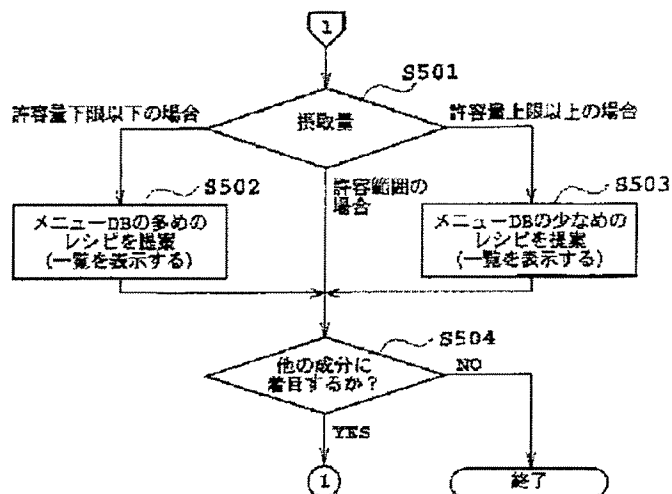 1
S501
許容量下限以下の場合
摂取量
許容量上限以上の場合
S502
許容範囲の
場合
S503
メニューDBの多めの
レシピを提案
(一覧を表示する)
メニューDBの少なめの
レシピを提案
(一覧を表示する)
S504
他の成分に
着目するか?
NO
YES
1
終了